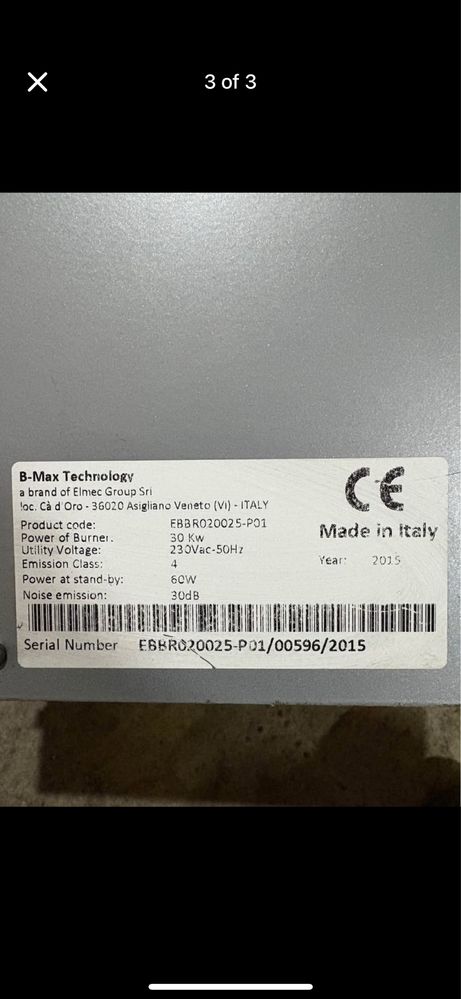 3 of 3
B-Max Technology
a brand of Elmec Group Srl
loc. Cà d'Oro - 36020 Asigliano Veneto (VI) - ITALY
Product code: EBBR020025-P01
Power of Burner: 30 Kw
Utility Voltage: 230Vac-50Hz
Emission Class: 4
Power at stand-by: 60W
Noise emission: 30dB
CE
Made in Italy
Year: 2015
Serial Number EBBR020025-P01/00596/2015